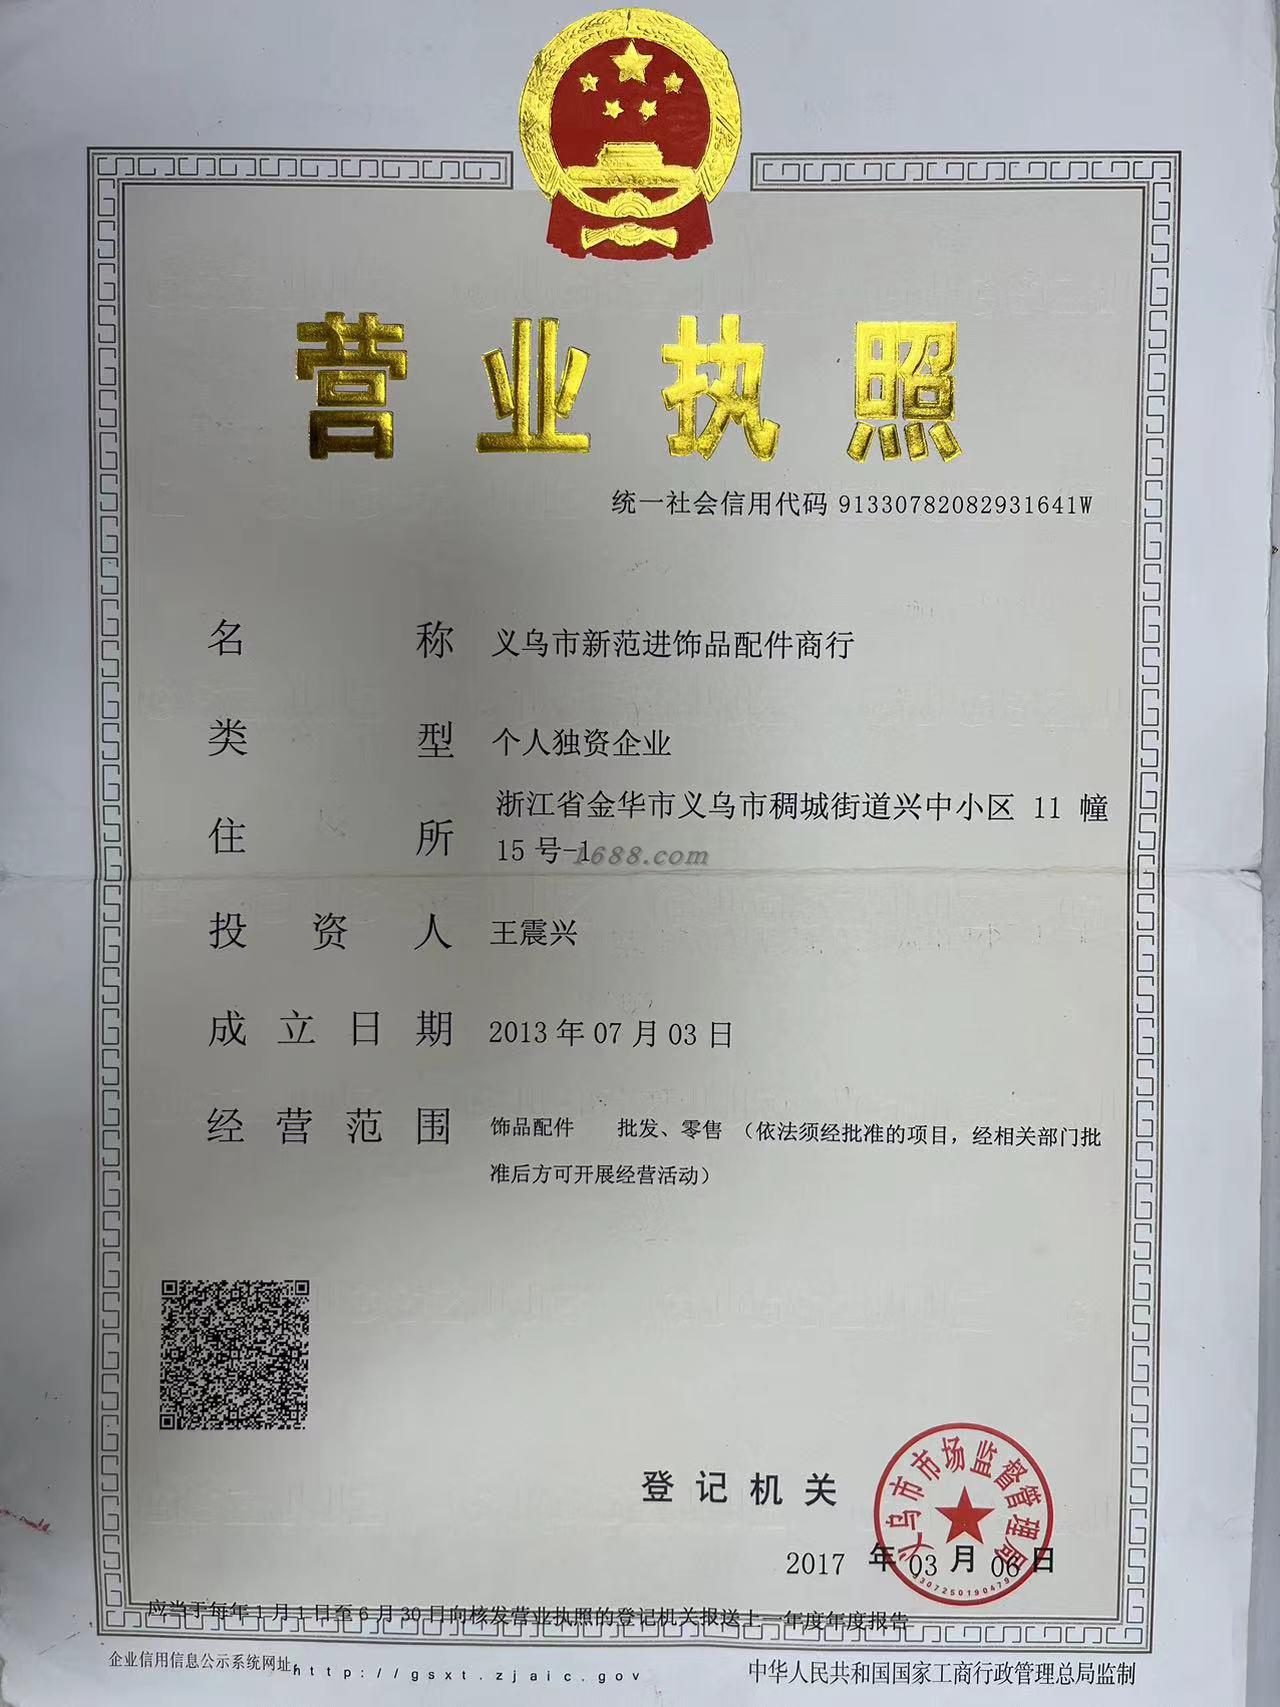 营业执照
统一社会信用代码 91330782082931641W
名称 义乌市新范进饰品配件商行
类型 个人独资企业
住所 浙江省金华市义乌市稠城街道兴中小区 11 幢
15 号-1
1688.com
投资人 王震兴
成立日期 2013 年 07 月 03 日
经营范围 饰品配件 批发、零售 （依法须经批准的项目，经相关部门批
准后方可开展经营活动）
登记机关
义乌市市场监督管理局
3307250190479
2017 年 03 月 06 日
应当于每年1月1日至6月30日向核发营业执照的登记机关报送上一年度年度报告
企业信用信息公示系统网址: http://gsxt.zjaic.gov
中华人民共和国国家工商行政管理总局监制